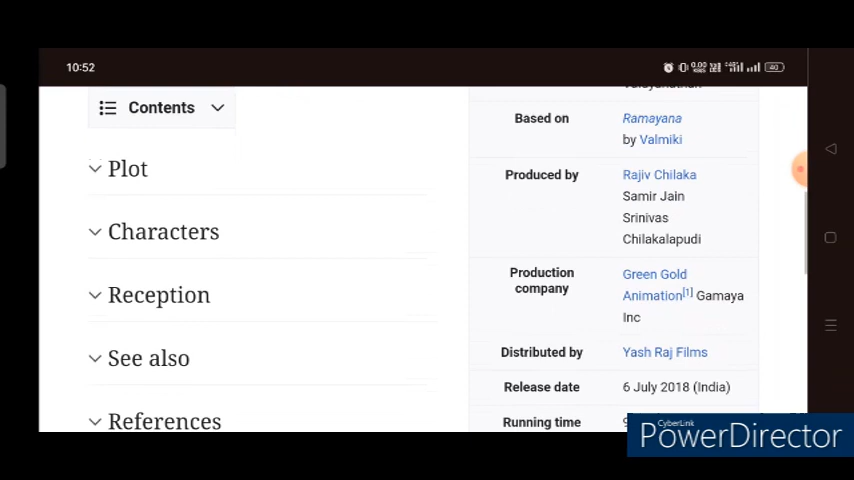 10:52
Contents
Plot
Characters
Reception
See also
References
Based on
Ramayana
by Valmiki
Produced by
Rajiv Chilaka
Samir Jain
Srinivas
Chilakalapudi
Production
company
Green Gold
Animation[1] Gamaya
Inc
Distributed by
Yash Raj Films
Release date
6 July 2018 (India)
Running time
CyberLink
PowerDirector